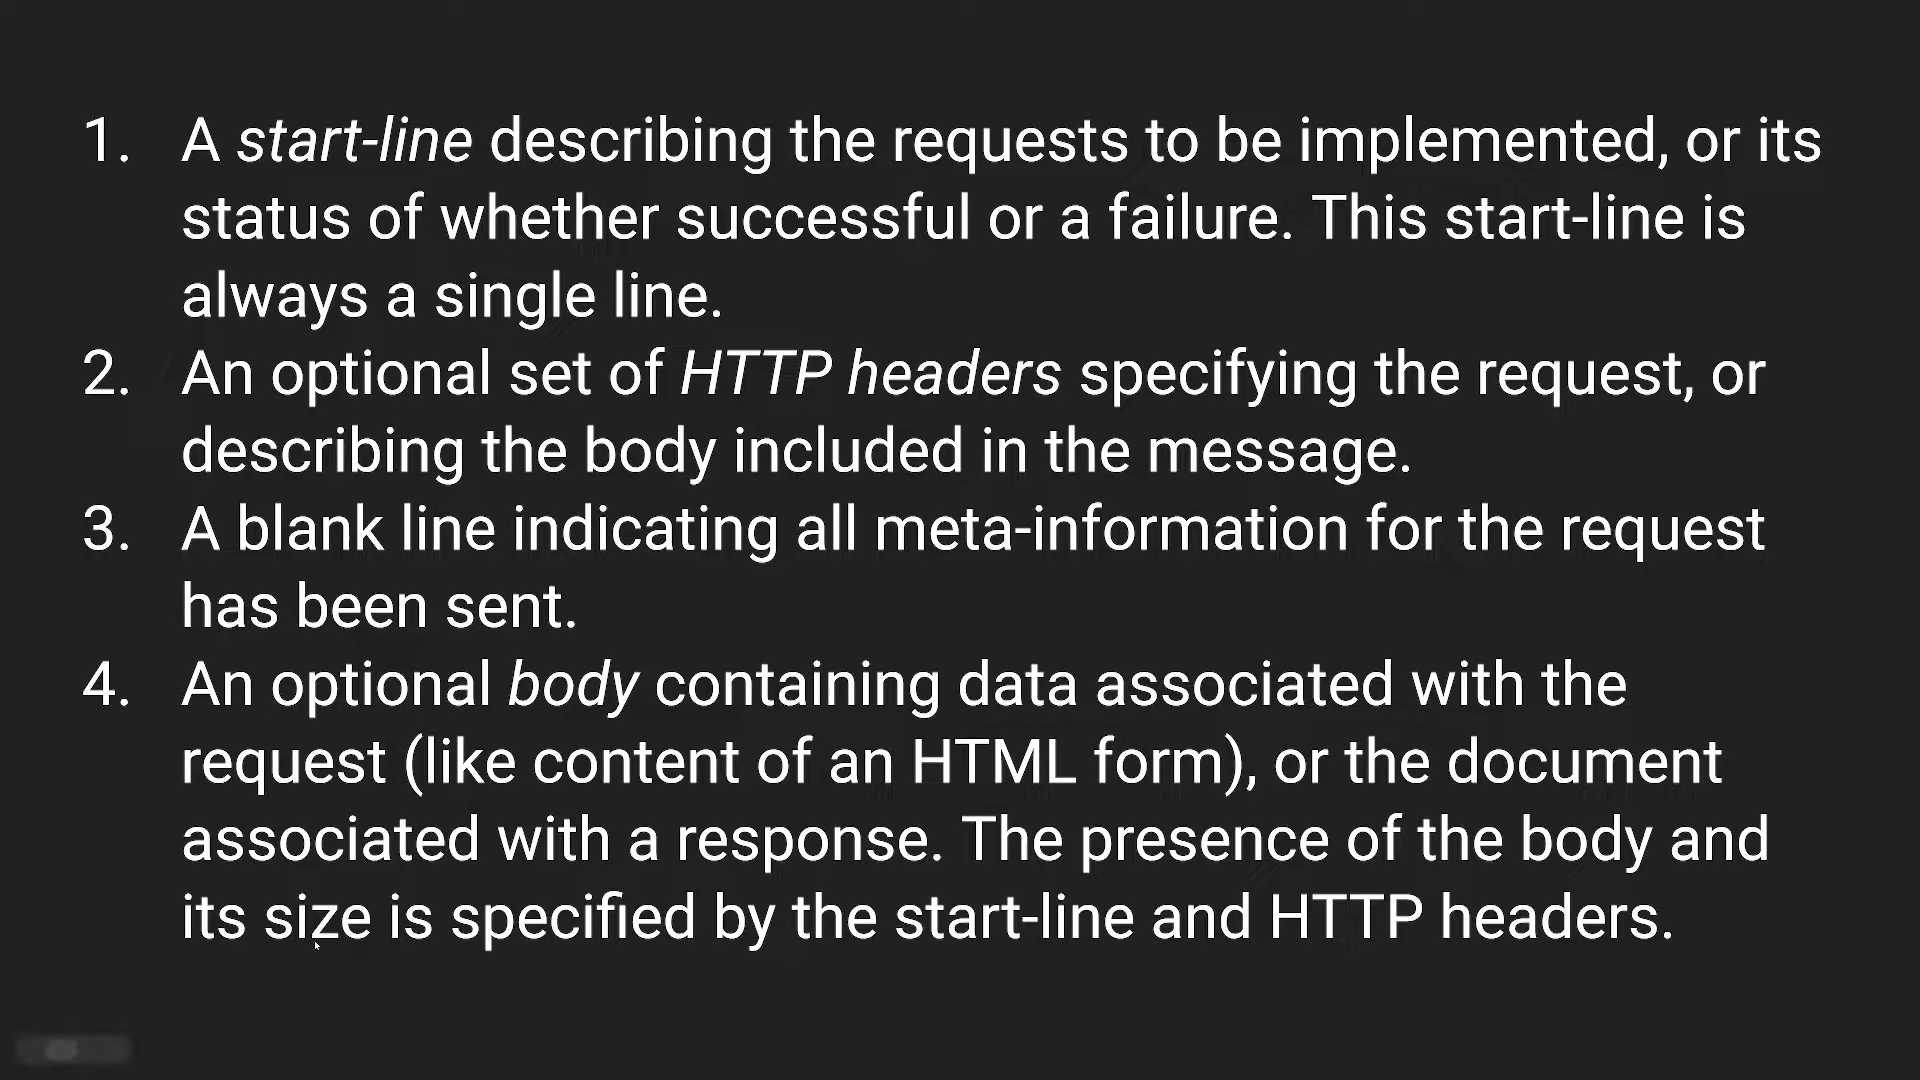 1. A start-line describing the requests to be implemented, or its
status of whether successful or a failure. This start-line is
always a single line.
2. An optional set of HTTP headers specifying the request, or
describing the body included in the message.
3. A blank line indicating all meta-information for the request
has been sent.
4. An optional body containing data associated with the
request (like content of an HTML form), or the document
associated with a response. The presence of the body and
its size is specified by the start-line and HTTP headers.